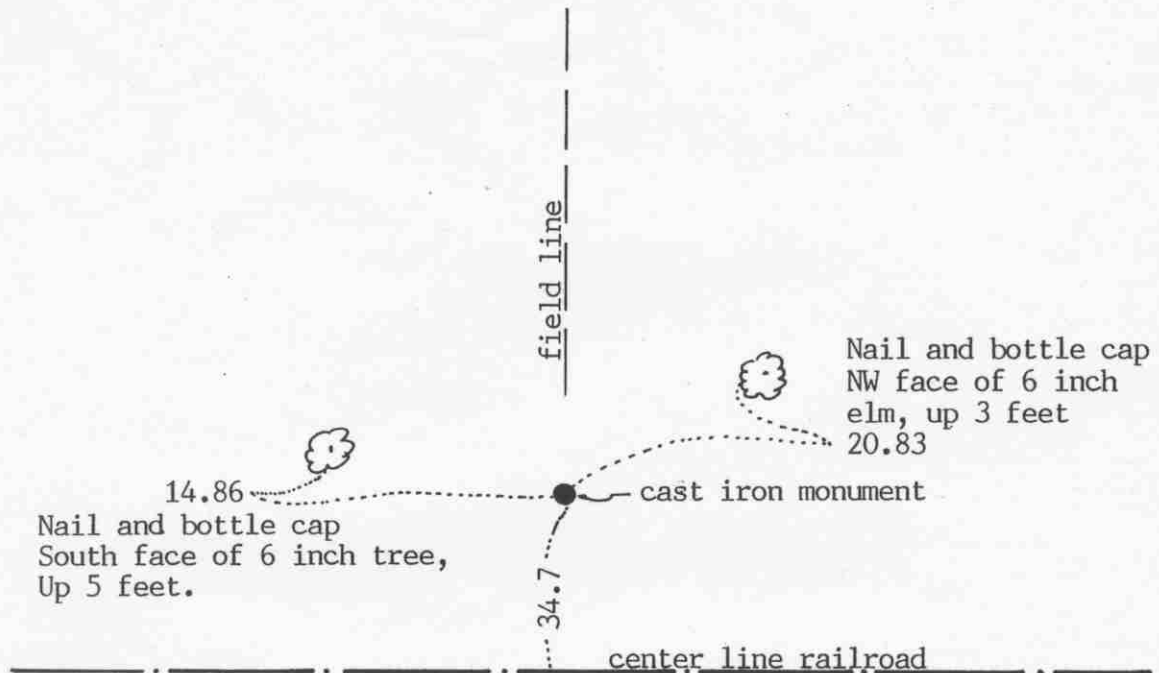 field line
Nail and bottle cap
NW face of 6 inch
elm, up 3 feet
20.83
14.86
cast iron monument
Nail and bottle cap
South face of 6 inch tree,
Up 5 feet.
34.7
center line railroad